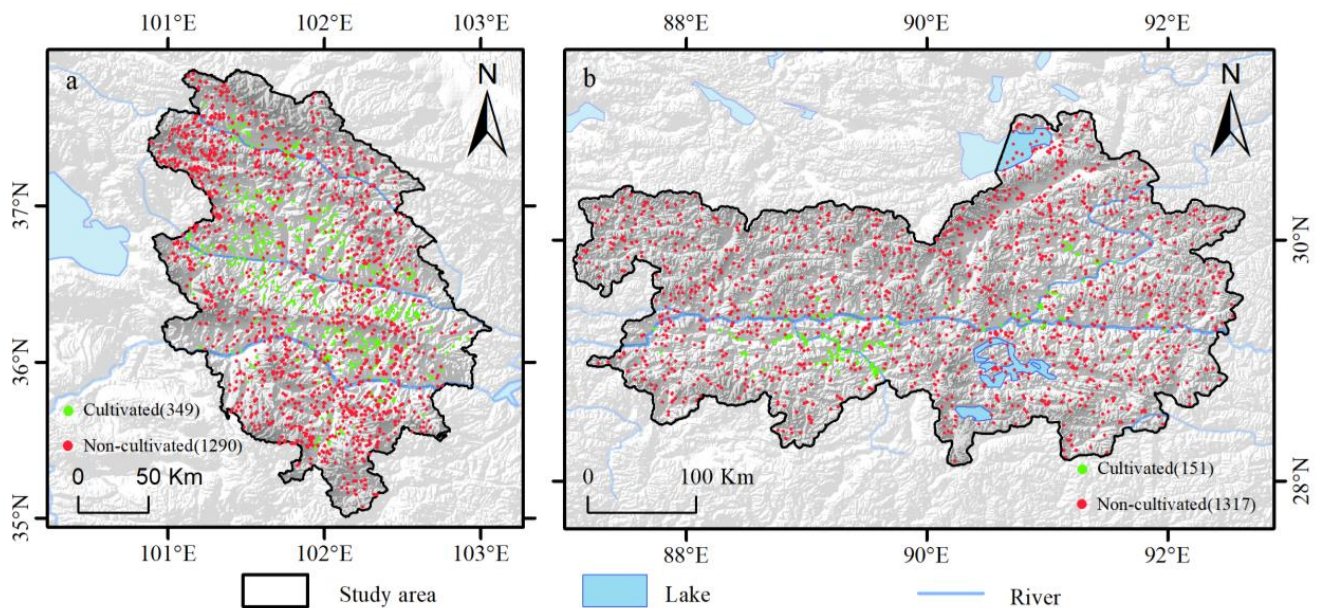 101°E 102°E 103°E
88°E 90°E 92°E
a
N
b
N
37°N
36°N
35°N
30°N
28°N
Cultivated(349)
Non-cultivated(1290)
0 50 Km
0 100 Km
Cultivated(151)
Non-cultivated(1317)
101°E 102°E 103°E
88°E 90°E 92°E
Study area
Lake
River